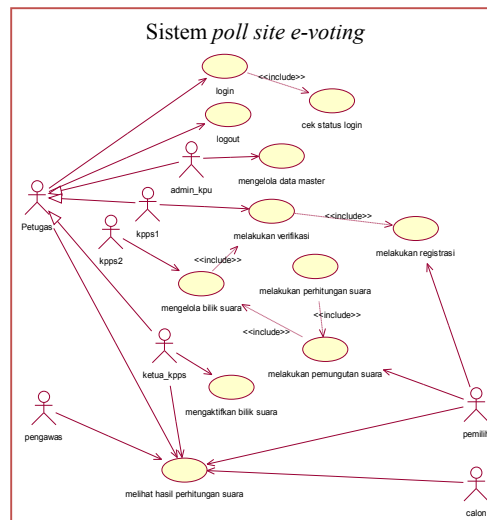 Sistem poll site e-voting
login
<<include>>
cek status login
logout
admin_kpu
mengelola data master
Petugas
kpps1
melakukan verifikasi
<<include>>
melakukan registrasi
kpps2
<<include>>
mengelola bilik suara
melakukan perhitungan suara
<<include>>
<<include>>
melakukan pemungutan suara
ketua_kpps
mengaktifkan bilik suara
pengawas
pemilih
melihat hasil perhitungan suara
calon